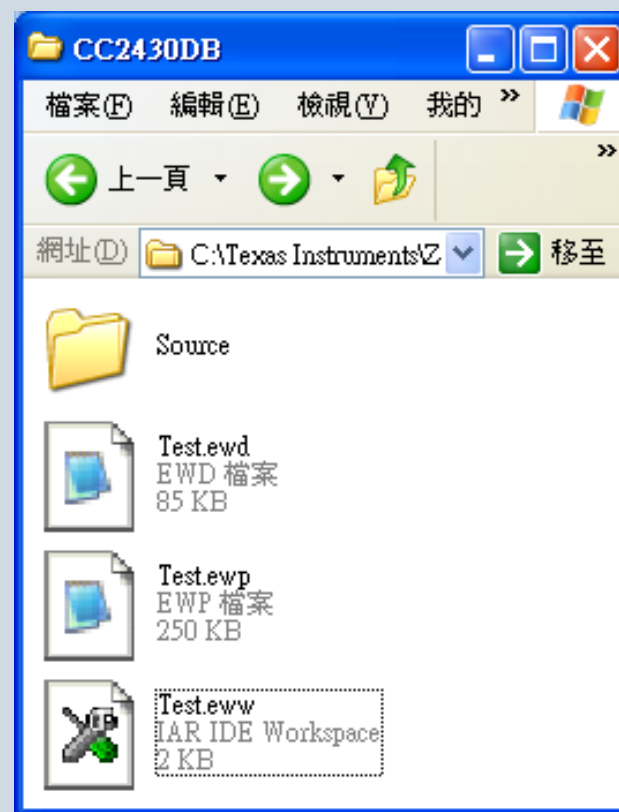 CC2430DB
檔案(F) 編輯(E) 檢視(V) 我的 »
上一頁 »
網址(D) C:\Texas Instruments\Z 移至
Source
Test.ewd
EWD 檔案
85 KB
Test.ewp
EWP 檔案
250 KB
Test.eww
IAR IDE Workspace
2 KB